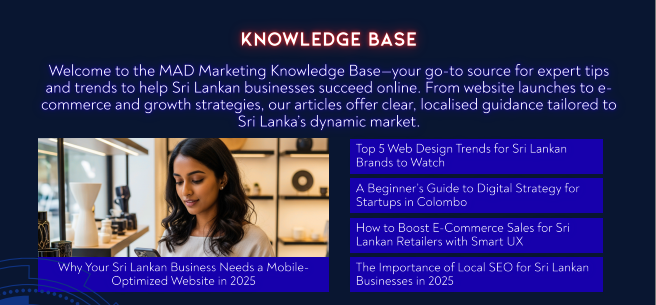 KNOWLEDGE BASE
Welcome to the MAD Marketing Knowledge Base—your go-to source for expert tips
and trends to help Sri Lankan businesses succeed online. From website launches to e-
commerce and growth strategies, our articles offer clear, localised guidance tailored to
Sri Lanka's dynamic market.
Why Your Sri Lankan Business Needs a Mobile-
Optimized Website in 2025
Top 5 Web Design Trends for Sri Lankan
Brands to Watch
A Beginner's Guide to Digital Strategy for
Startups in Colombo
How to Boost E-Commerce Sales for Sri
Lankan Retailers with Smart UX
The Importance of Local SEO for Sri Lankan
Businesses in 2025